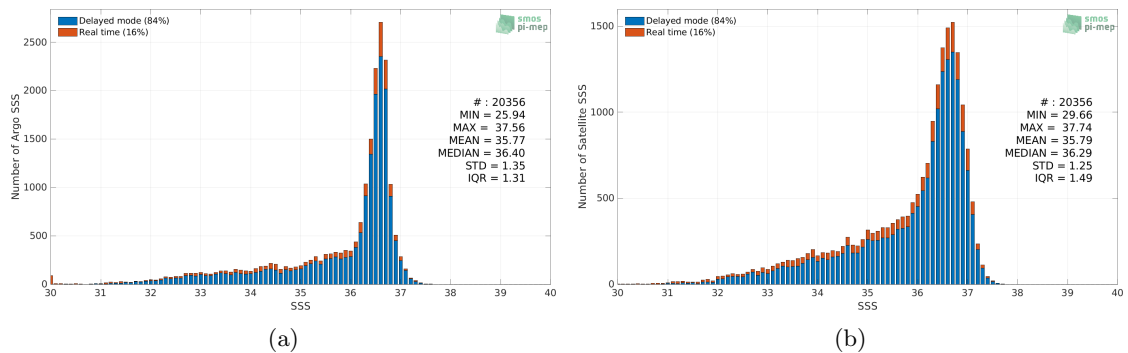 Delayed mode (84%)
Real time (16%)
smos
pi-mep
2500
2000
1500
1000
500
0
Number of Argo SSS
# : 20356
MIN = 25.94
MAX = 37.56
MEAN = 35.77
MEDIAN = 36.40
STD = 1.35
IQR = 1.31
30 31 32 33 34 35 36 37 38 39 40
SSS
(a)
1500
Delayed mode (84%)
Real time (16%)
smos
pi-mep
1000
500
0
Number of Satellite SSS
# : 20356
MIN = 29.66
MAX = 37.74
MEAN = 35.79
MEDIAN = 36.29
STD = 1.25
IQR = 1.49
30 31 32 33 34 35 36 37 38 39 40
SSS
(b)